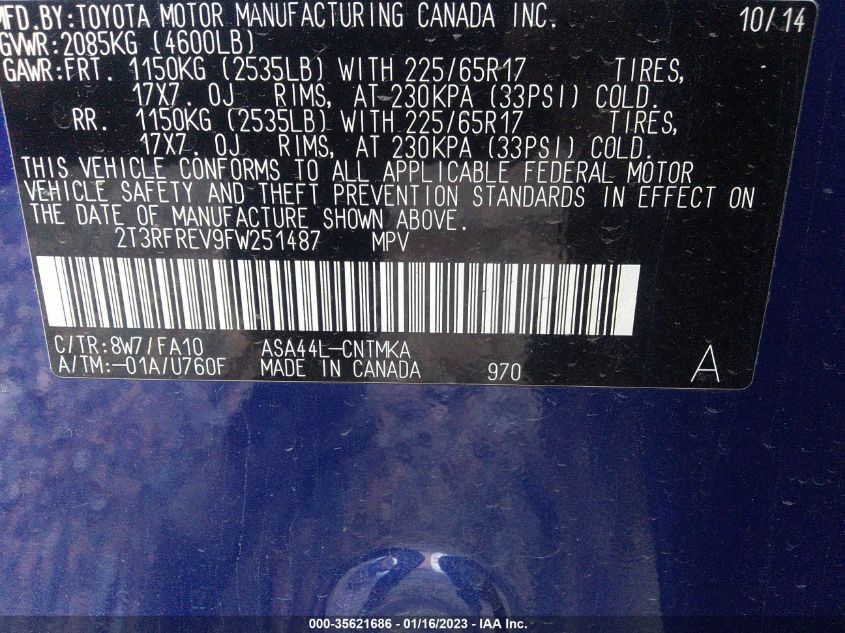 MFD.BY:TOYOTA MOTOR MANUFACTURING CANADA INC. 10/14
GVWR:2085KG (4600LB)
GAWR:FRT. 1150KG (2535LB) WITH 225/65R17 TIRES,
17X7. OJ RIMS, AT 230KPA (33PSI) COLD.
RR. 1150KG (2535LB) WITH 225/65R17 TIRES,
17X7. OJ RIMS, AT 230KPA (33PSI) COLD.
THIS VEHICLE CONFORMS TO ALL APPLICABLE FEDERAL MOTOR
VEHICLE SAFETY AND THEFT PREVENTION STANDARDS IN EFFECT ON
THE DATE OF MANUFACTURE SHOWN ABOVE.
2T3RFREV9FW251487 MPV
C/TR:8W7/FA10 ASA44L-CNTMKA
A/TM:-01A/U760F MADE IN CANADA 970 A
000-35621686 - 01/16/2023 - IAA Inc.